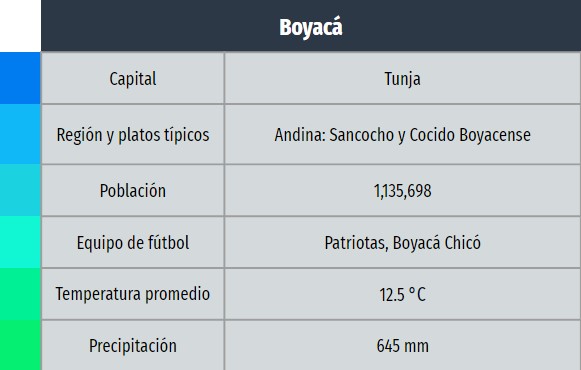 Boyacá
Capital
Tunja
Región y platos típicos
Andina: Sancocho y Cocido Boyacense
Población
1,135,698
Equipo de fútbol
Patriotas, Boyacá Chicó
Temperatura promedio
12.5 °C
Precipitación
645 mm